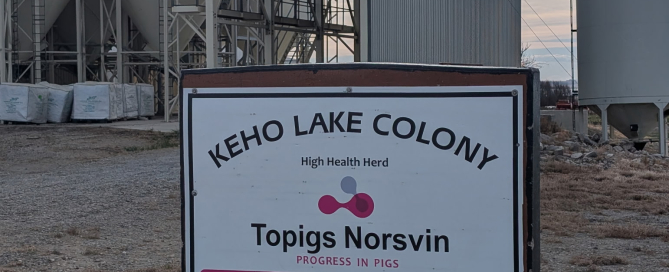 KEHO LAKE COLONY
High Health Herd
Topigs Norsvin
PROGRESS IN PIGS